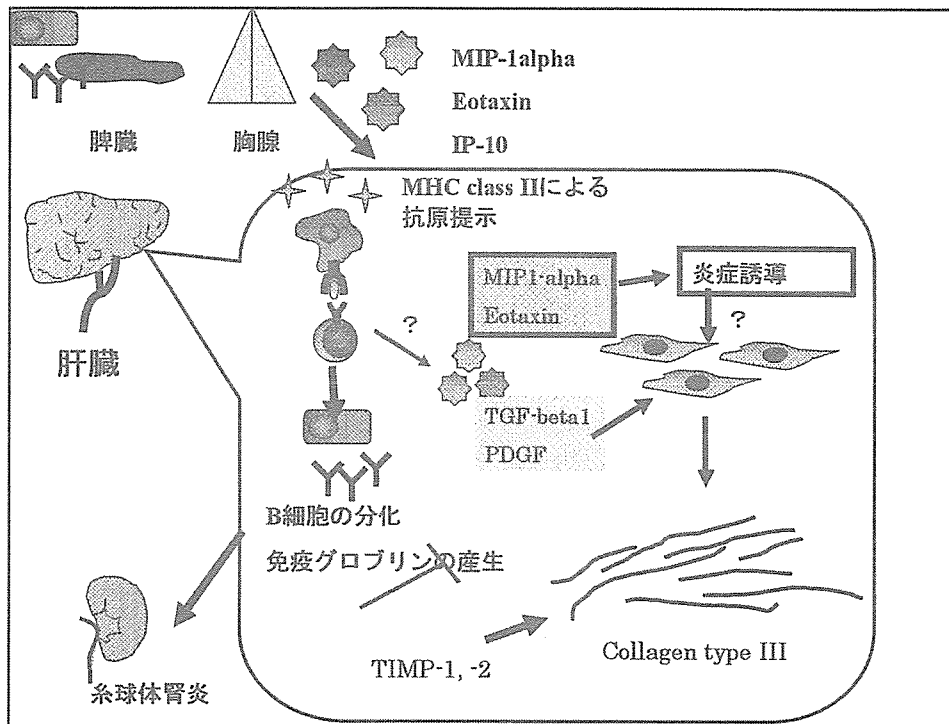 MIP-1alpha
Eotaxin
IP-10
脾臓
胸腺
MHC class IIによる
抗原提示
MIP1-alpha
Eotaxin
炎症誘導
?
?
肝臓
TGF-beta1
PDGF
B細胞の分化
免疫グロブリンの産生
TIMP-1, -2
Collagen type III
糸球体腎炎